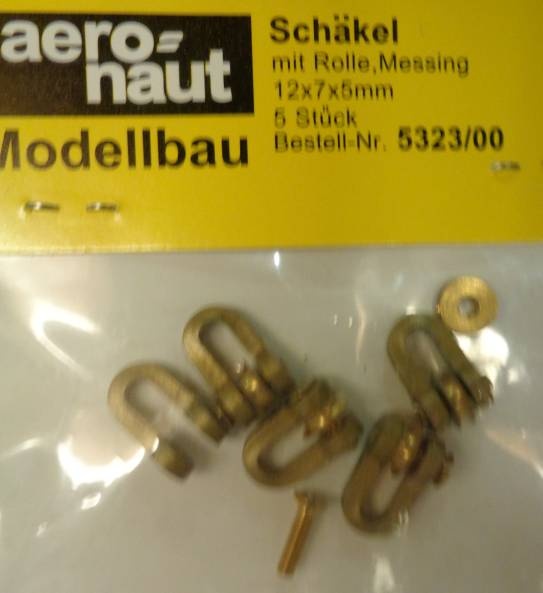 aero=
naut
Modellbau
Schäkel
mit Rolle,Messing
12x7x5mm
5 Stück
Bestell-Nr. 5323/00